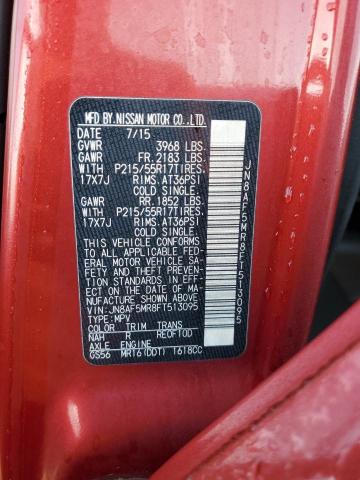 MFD BY NISSAN MOTOR CO.,LTD.
DATE 7/15
GVWR 3968 LBS.
GAWR FR.2183 LBS.
WITH P215/55R17TIRES,
17X7J RIMS,AT36PSI
COLD SINGLE.
GAWR RR.1852 LBS.
WITH P215/55R17TIRES,
17X7J RIMS,AT36PSI
COLD SINGLE.
THIS VEHICLE CONFORMS
TO ALL APPLICABLE FED-
ERAL MOTOR VEHICLE SA-
FETY AND THEFT PREVEN-
TION STANDARDS IN EFF-
ECT ON THE DATE OF MA-
NUFACTURE SHOWN ABOVE.
VIN:JN8AF5MR8FT513095
TYPE:MPV
COLOR TRIM TRANS
NAH R RE0F10D
AXLE ENGINE
GS56 MR16(DDT) 1618CC
JN8AF5MR8FT513095